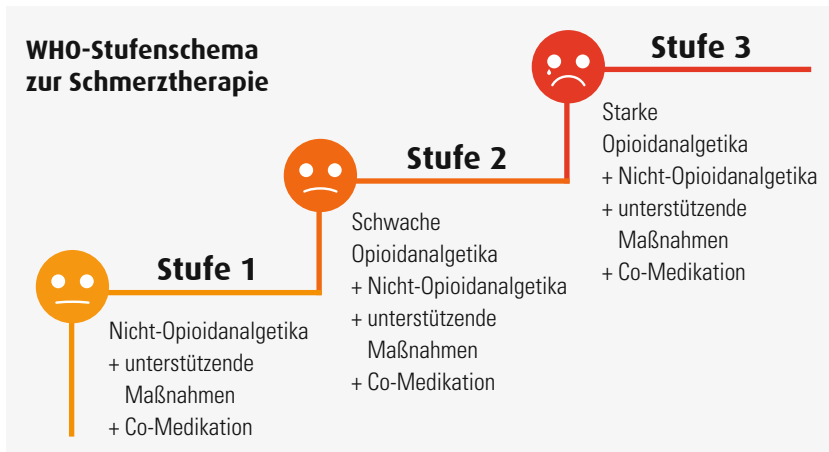 WHO-Stufenschema
zur Schmerztherapie
Stufe 1
Nicht-Opioidanalgetika
+ unterstützende
Maßnahmen
+ Co-Medikation
Stufe 2
Schwache
Opioidanalgetika
+ Nicht-Opioidanalgetika
+ unterstützende
Maßnahmen
+ Co-Medikation
Stufe 3
Starke
Opioidanalgetika
+ Nicht-Opioidanalgetika
+ unterstützende
Maßnahmen
+ Co-Medikation